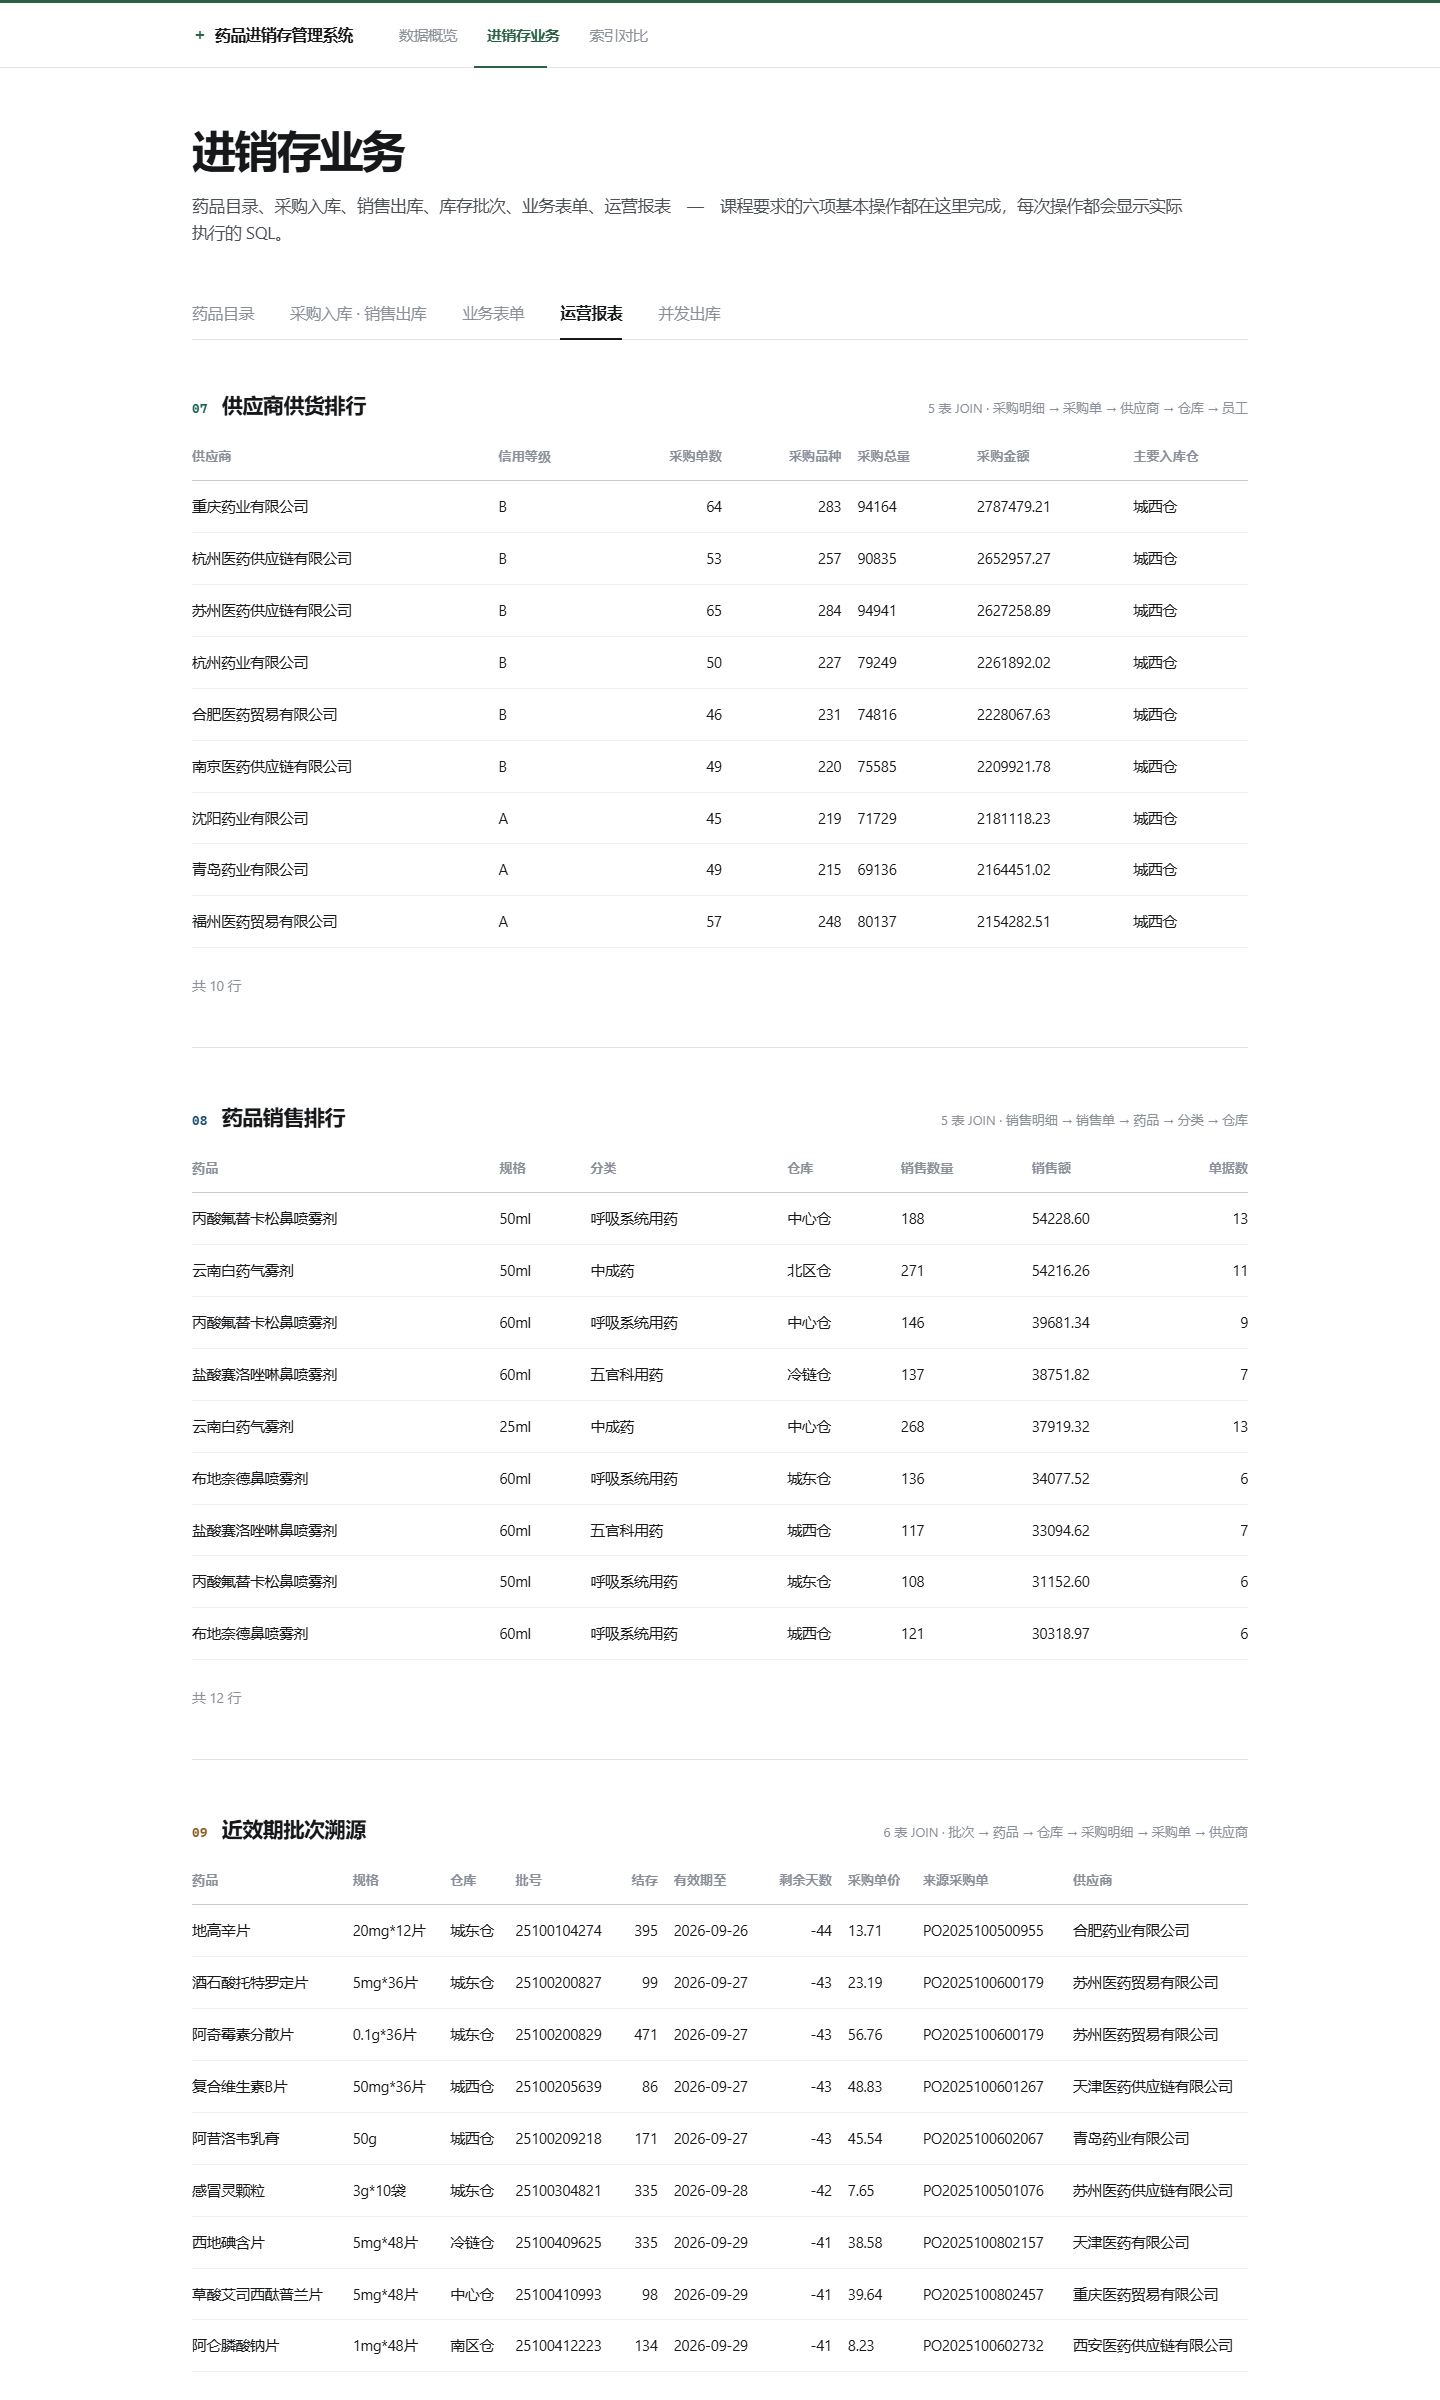 + 药品进销存管理系统 数据概览 进销存业务 索引对比
进销存业务
药品目录、采购入库、销售出库、库存批次、业务表单、运营报表 — 课程要求的六项基本操作都在这里完成，每次操作都会显示实际
执行的 SQL。
药品目录 采购入库 · 销售出库 业务表单 运营报表 并发出库
07 供应商供货排行 5 表 JOIN · 采购明细 → 采购单 → 供应商 → 仓库 → 员工
供应商 信用等级 采购单数 采购品种 采购总量 采购金额 主要入库仓
重庆药业有限公司 B 64 283 94164 2787479.21 城西仓
杭州医药供应链有限公司 B 53 257 90835 2652957.27 城西仓
苏州医药供应链有限公司 B 65 284 94941 2627258.89 城西仓
杭州药业有限公司 B 50 227 79249 2261892.02 城西仓
合肥医药贸易有限公司 B 46 231 74816 2228067.63 城西仓
南京医药供应链有限公司 B 49 220 75585 2209921.78 城西仓
沈阳药业有限公司 A 45 219 71729 2181118.23 城西仓
青岛药业有限公司 A 49 215 69136 2164451.02 城西仓
福州医药贸易有限公司 A 57 248 80137 2154282.51 城西仓
共 10 行
08 药品销售排行 5 表 JOIN · 销售明细 → 销售单 → 药品 → 分类 → 仓库
药品 规格 分类 仓库 销售数量 销售额 单据数
丙酸氟替卡松鼻喷雾剂 50ml 呼吸系统用药 中心仓 188 54228.60 13
云南白药气雾剂 50ml 中成药 北区仓 271 54216.26 11
丙酸氟替卡松鼻喷雾剂 60ml 呼吸系统用药 中心仓 146 39681.34 9
盐酸赛洛唑啉鼻喷雾剂 60ml 五官科用药 冷链仓 137 38751.82 7
云南白药气雾剂 25ml 中成药 中心仓 268 37919.32 13
布地奈德鼻喷雾剂 60ml 呼吸系统用药 城东仓 136 34077.52 6
盐酸赛洛唑啉鼻喷雾剂 60ml 五官科用药 城西仓 117 33094.62 7
丙酸氟替卡松鼻喷雾剂 50ml 呼吸系统用药 城东仓 108 31152.60 6
布地奈德鼻喷雾剂 60ml 呼吸系统用药 城西仓 121 30318.97 6
共 12 行
09 近效期批次溯源 6 表 JOIN · 批次 → 药品 → 仓库 → 采购明细 → 采购单 → 供应商
药品 规格 仓库 批号 结存 有效期至 剩余天数 采购单价 来源采购单 供应商
地高辛片 20mg*12片 城东仓 25100104274 395 2026-09-26 -44 13.71 PO2025100500955 合肥药业有限公司
酒石酸托特罗定片 5mg*36片 城东仓 25100200827 99 2026-09-27 -43 23.19 PO2025100600179 苏州医药贸易有限公司
阿奇霉素分散片 0.1g*36片 城东仓 25100200829 471 2026-09-27 -43 56.76 PO2025100600179 苏州医药贸易有限公司
复合维生素B片 50mg*36片 城西仓 25100205639 86 2026-09-27 -43 48.83 PO2025100601267 天津医药供应链有限公司
阿昔洛韦乳膏 50g 城西仓 25100209218 171 2026-09-27 -43 45.54 PO2025100602067 青岛药业有限公司
感冒灵颗粒 3g*10袋 城东仓 25100304821 335 2026-09-28 -42 7.65 PO2025100501076 苏州医药供应链有限公司
西地碘含片 5mg*48片 冷链仓 25100409625 335 2026-09-29 -41 38.58 PO2025100802157 天津医药有限公司
草酸艾司西酞普兰片 5mg*48片 中心仓 25100410993 98 2026-09-29 -41 39.64 PO2025100802457 重庆医药贸易有限公司
阿仑膦酸钠片 1mg*48片 南区仓 25100412223 134 2026-09-29 -41 8.23 PO2025100602732 西安医药供应链有限公司